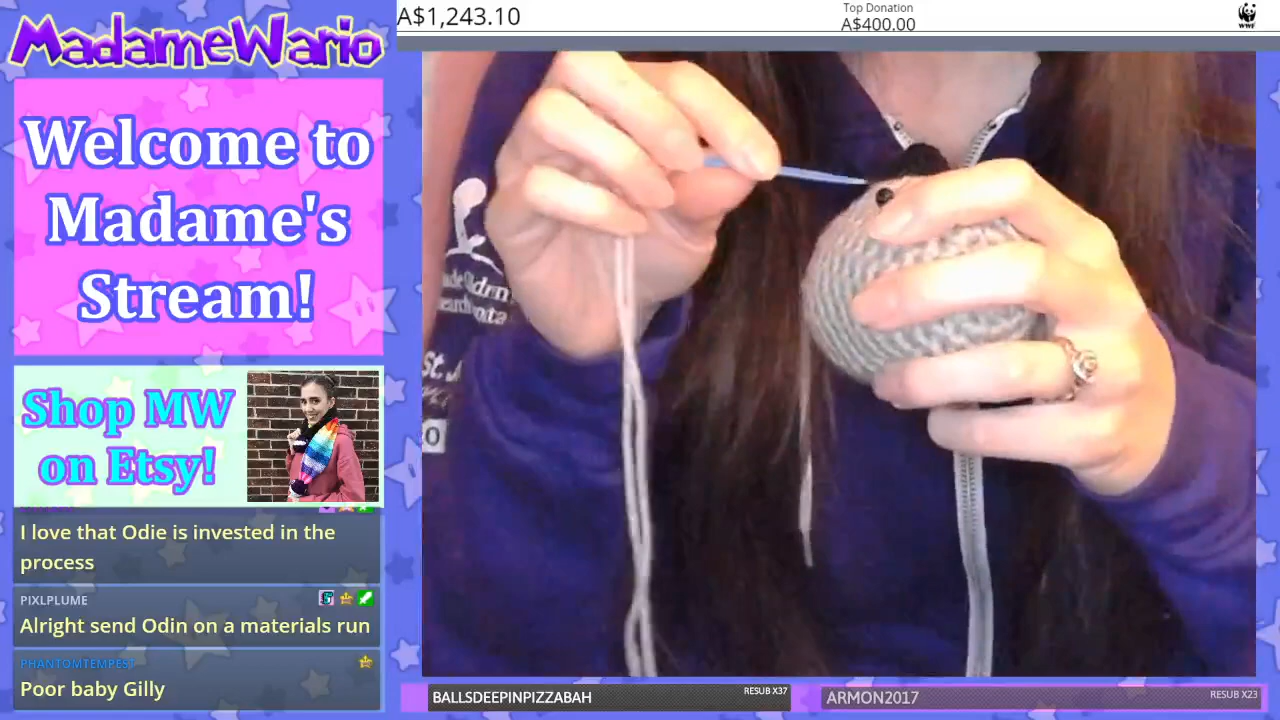 MadameWario
A$1,243.10
Top Donation
A$400.00
WWF
Welcome to
Madame's
Stream!
Shop MW
on Etsy!
I love that Odie is invested in the
process
PIXLPLUME
Alright send Odin on a materials run
PHANTOMTEMPEST
Poor baby Gilly
St.
BALLSDEEPINPIZZABAH
RESUB X37
ARMON2017
RESUB X23